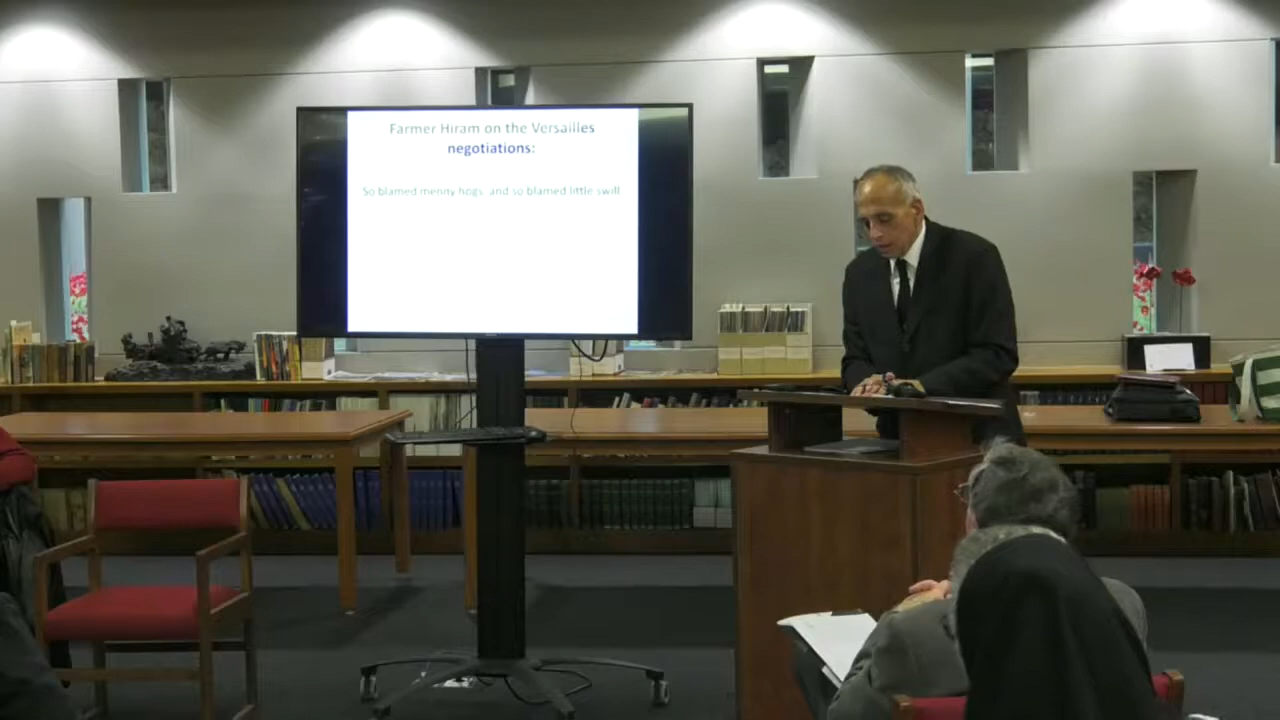 Farmer Hiram on the Versailles
negotiations:
So blamed menny hogs, and so blamed little swill